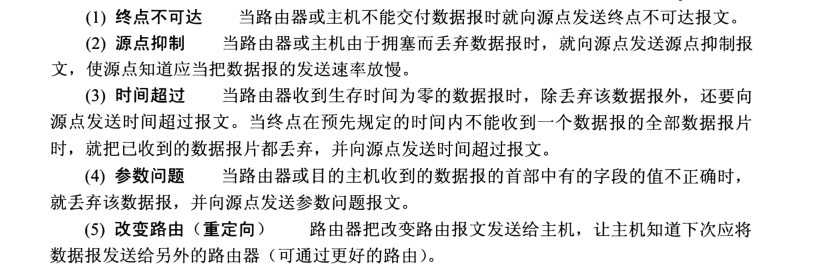 (1) 终点不可达 当路由器或主机不能交付数据报时就向源点发送终点不可达报文。
(2) 源点抑制 当路由器或主机由于拥塞而丢弃数据报时，就向源点发送源点抑制报
文，使源点知道应当把数据报的发送速率放慢。
(3) 时间超过 当路由器收到生存时间为零的数据报时，除丢弃该数据报外，还要向
源点发送时间超过报文。当终点在预先规定的时间内不能收到一个数据报的全部数据报片
时，就把已收到的数据报片都丢弃，并向源点发送时间超过报文。
(4) 参数问题 当路由器或目的主机收到的数据报的首部中有的字段的值不正确时，
就丢弃该数据报，并向源点发送参数问题报文。
(5) 改变路由（重定向） 路由器把改变路由报文发送给主机，让主机知道下次应将
数据报发送给另外的路由器（可通过更好的路由）。